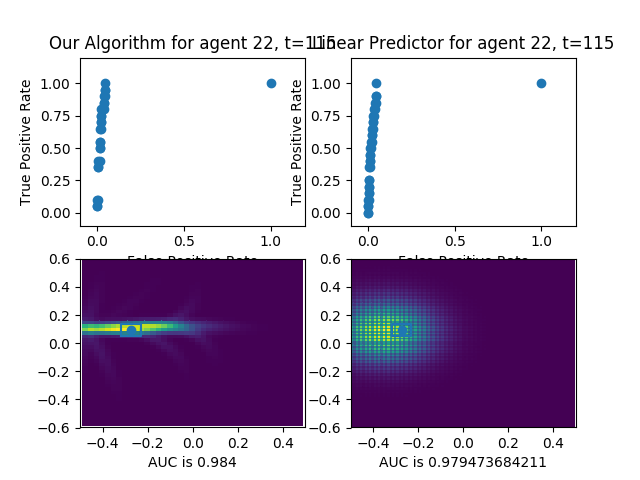 Our Algorithm for agent 22, t=115
Linear Predictor for agent 22, t=115
True Positive Rate
1.00
0.75
0.50
0.25
0.00
0.0 0.5 1.0
False Positive Rate
True Positive Rate
1.00
0.75
0.50
0.25
0.00
0.0 0.5 1.0
False Positive Rate
0.6
0.4
0.2
0.0
−0.2
−0.4
−0.6
−0.4 −0.2 0.0 0.2 0.4
AUC is 0.984
0.6
0.4
0.2
0.0
−0.2
−0.4
−0.6
−0.4 −0.2 0.0 0.2 0.4
AUC is 0.979473684211